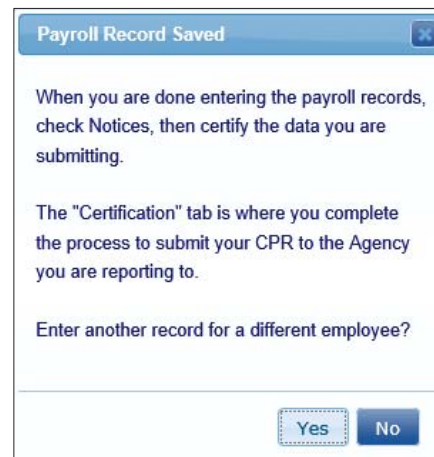 Payroll Record Saved
When you are done entering the payroll records,
check Notices, then certify the data you are
submitting.
The "Certification" tab is where you complete
the process to submit your CPR to the Agency
you are reporting to.
Enter another record for a different employee?
Yes No